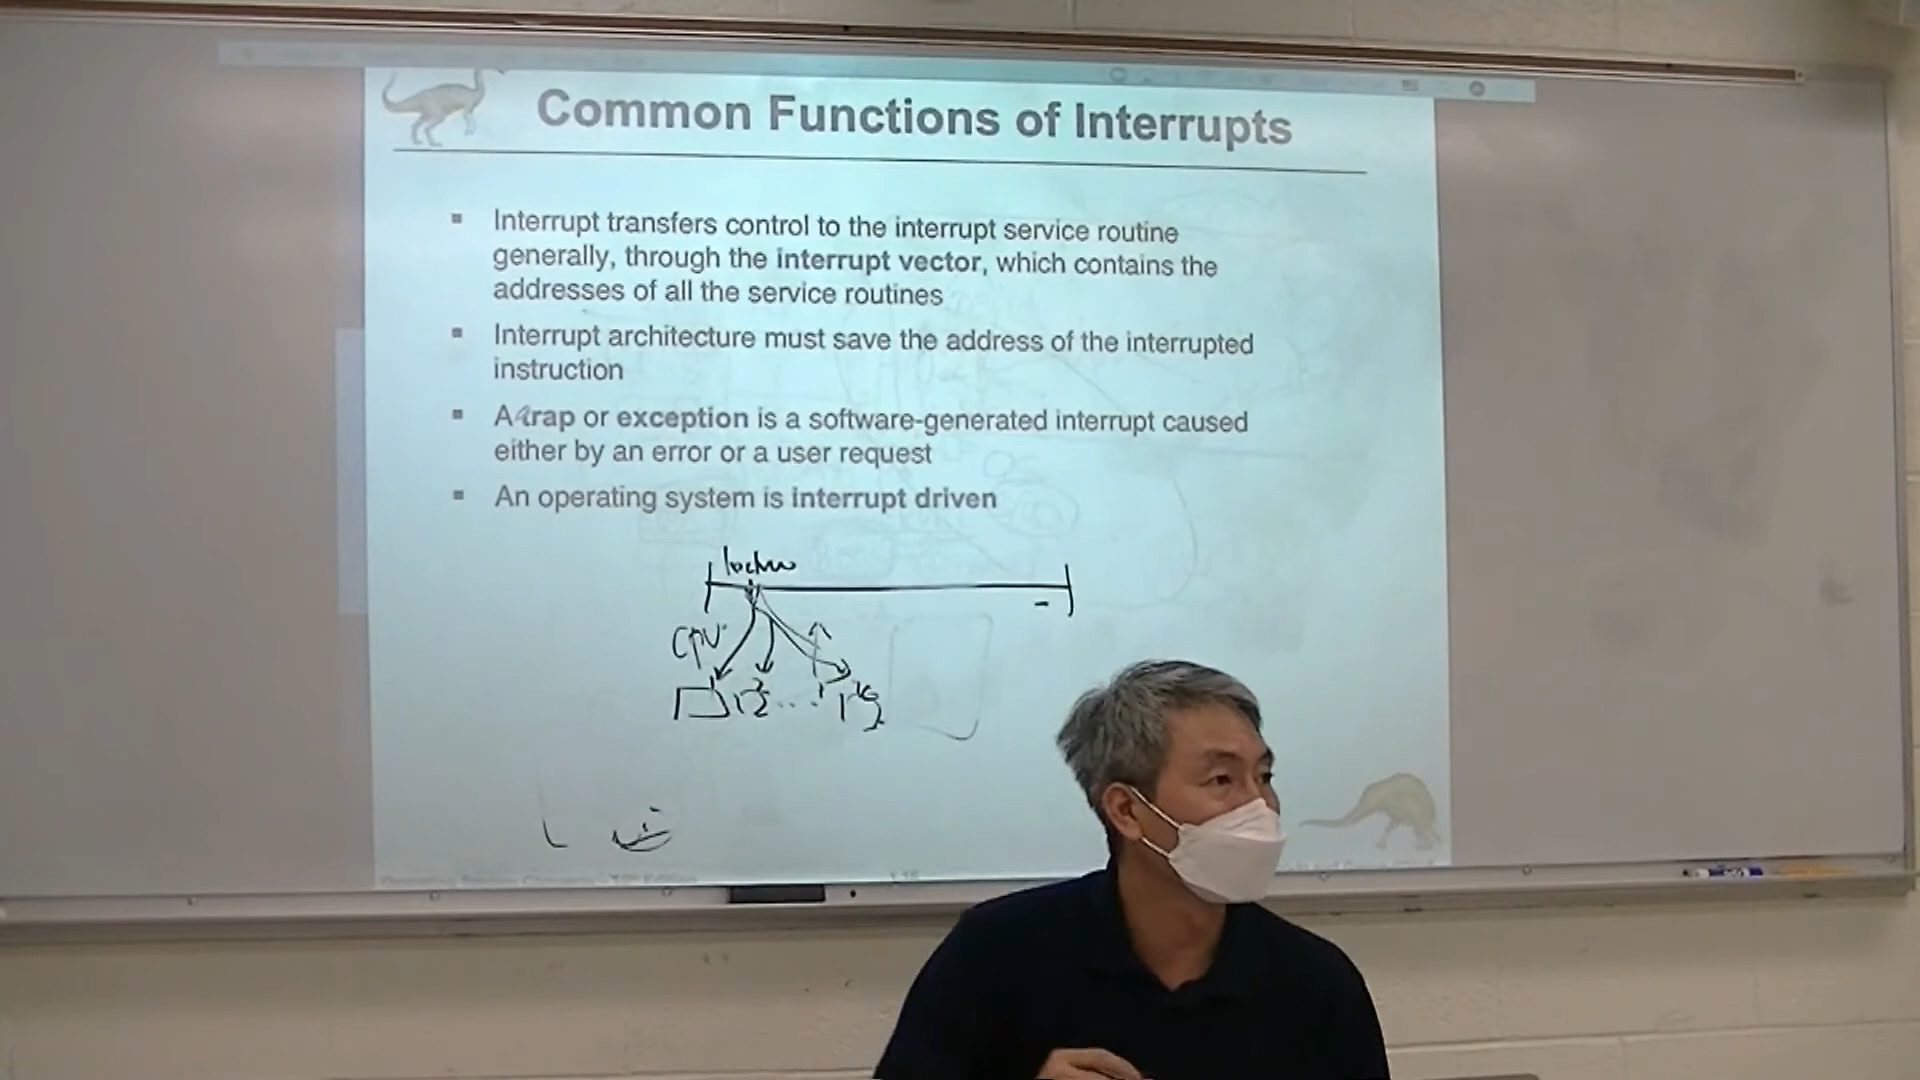 Common Functions of Interrupts
Interrupt transfers control to the interrupt service routine
generally, through the interrupt vector, which contains the
addresses of all the service routines
Interrupt architecture must save the address of the interrupted
instruction
A trap or exception is a software-generated interrupt caused
either by an error or a user request
An operating system is interrupt driven
CPU